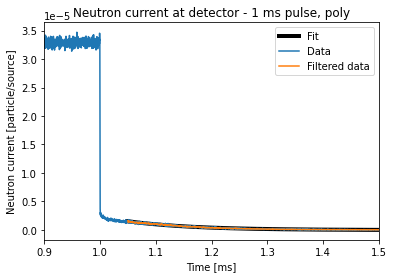 Neutron current at detector - 1 ms pulse, poly
1e−5
3.5
3.0
2.5
2.0
1.5
1.0
0.5
0.0
Neutron current [particle/source]
Fit
Data
Filtered data
0.9 1.0 1.1 1.2 1.3 1.4 1.5
Time [ms]